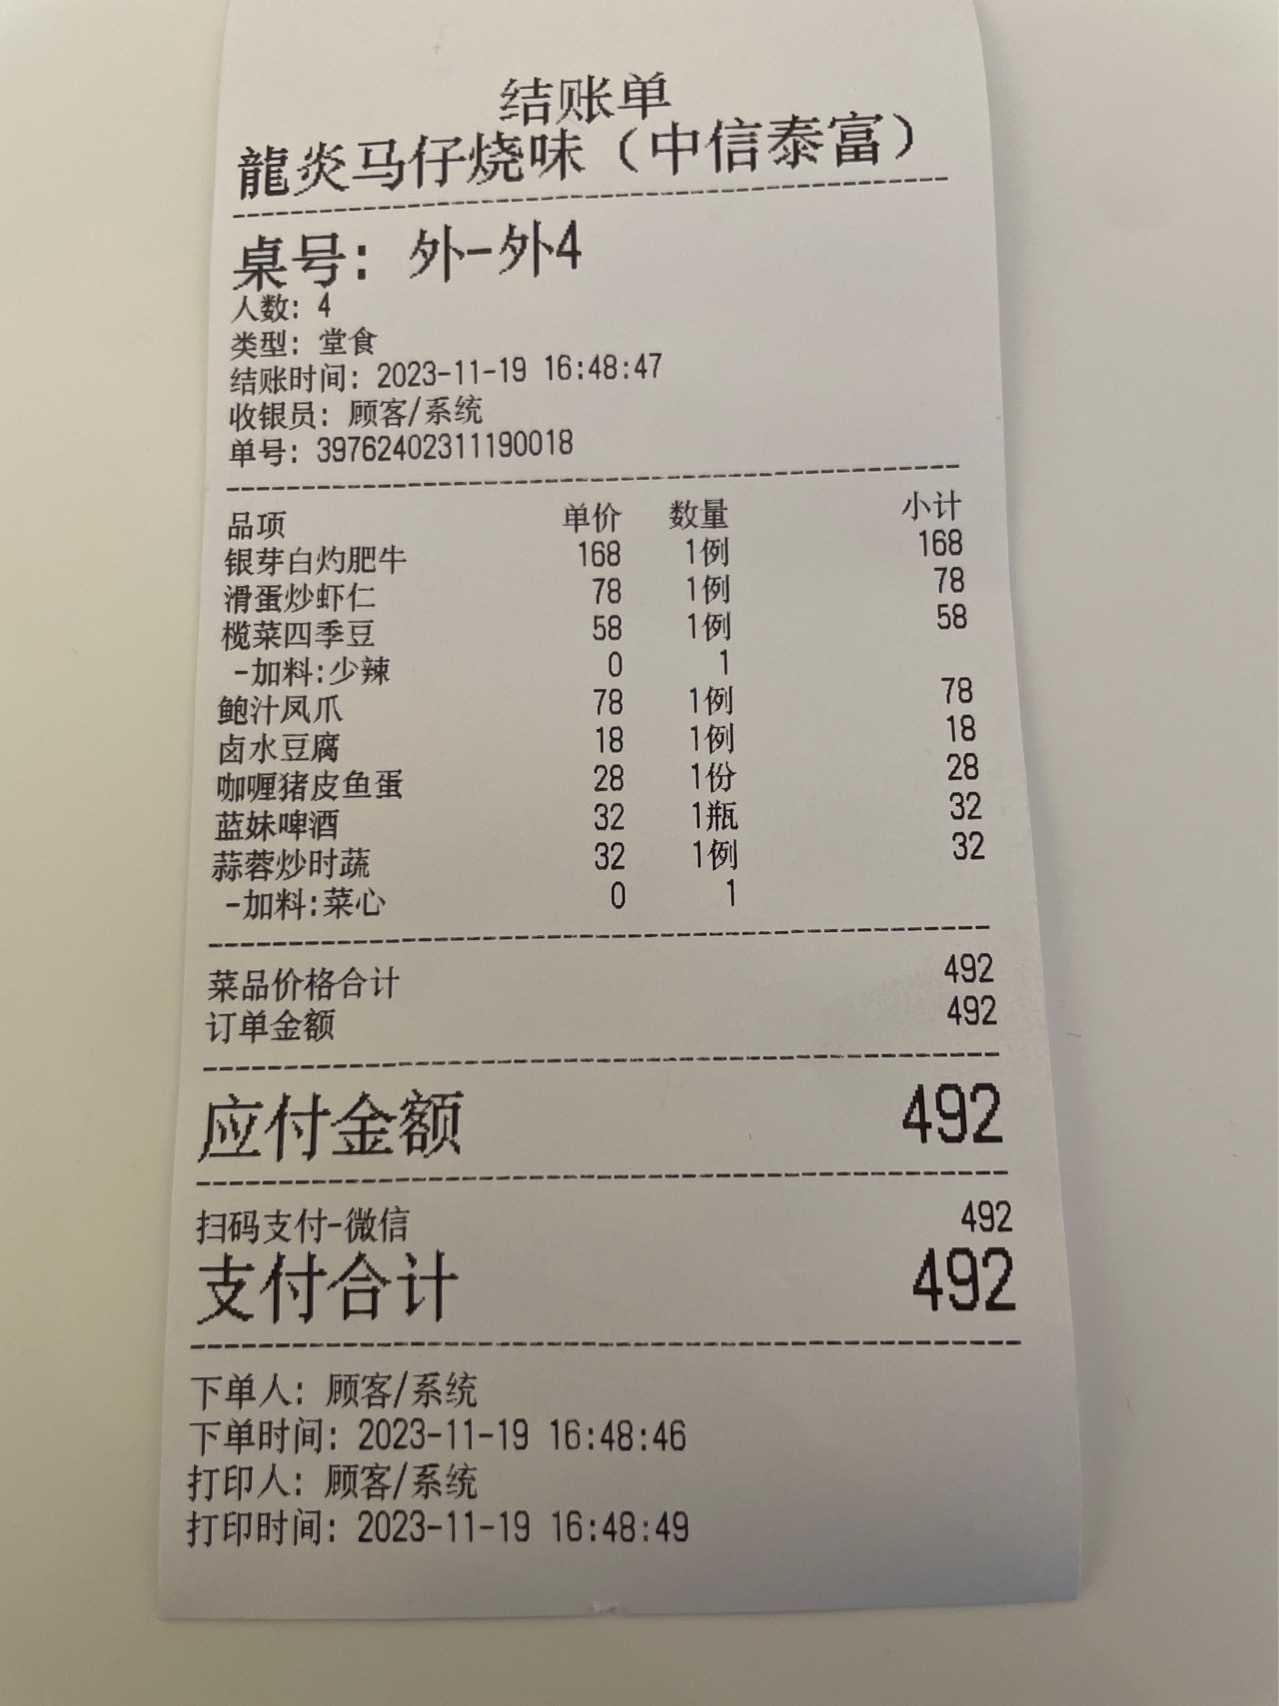 结账单
龍炎马仔烧味（中信泰富）
桌号: 外-外4
人数: 4
类型: 堂食
结账时间: 2023-11-19 16:48:47
收银员: 顾客/系统
单号: 39762402311190018
品项 单价 数量 小计
银芽白灼肥牛 168 1例 168
滑蛋炒虾仁 78 1例 78
榄菜四季豆 58 1例 58
-加料:少辣 0 1
鲍汁凤爪 78 1例 78
卤水豆腐 18 1例 18
咖喱猪皮鱼蛋 28 1份 28
蓝妹啤酒 32 1瓶 32
蒜蓉炒时蔬 32 1例 32
-加料:菜心 0 1
菜品价格合计 492
订单金额 492
应付金额 492
扫码支付-微信 492
支付合计 492
下单人: 顾客/系统
下单时间: 2023-11-19 16:48:46
打印人: 顾客/系统
打印时间: 2023-11-19 16:48:49